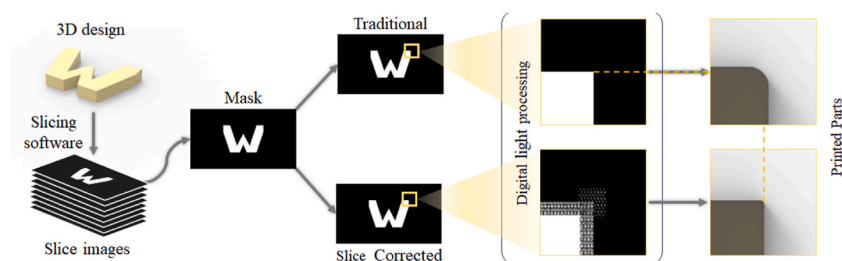 3D design
Slicing
software
Slice images
Mask
Traditional
Slice Corrected
Digital light processing
Printed Parts